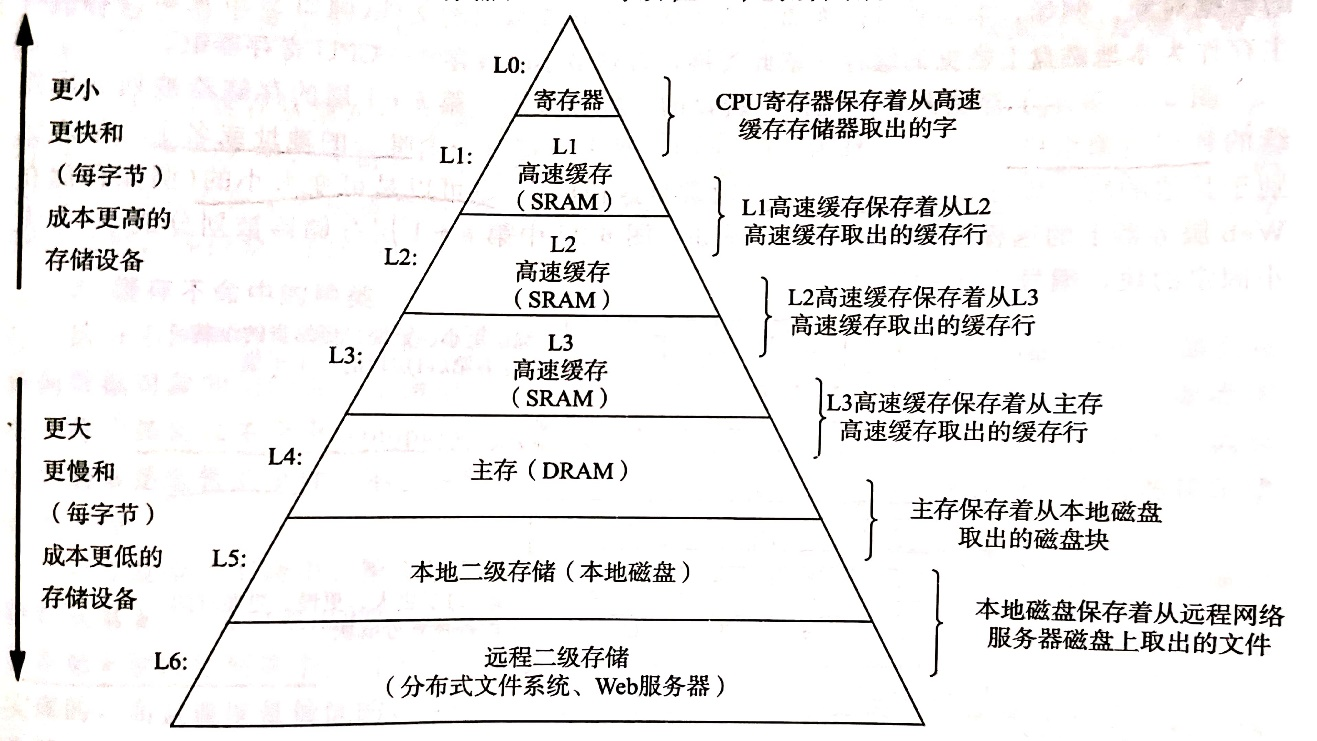 L0:
寄存器
CPU寄存器保存着从高速
缓存存储器取出的字
更小
更快和
（每字节）
成本更高的
存储设备
L1:
L1
高速缓存
（SRAM）
L1高速缓存保存着从L2
高速缓存取出的缓存行
L2:
L2
高速缓存
（SRAM）
L2高速缓存保存着从L3
高速缓存取出的缓存行
L3:
L3
高速缓存
（SRAM）
L3高速缓存保存着从主存
高速缓存取出的缓存行
更大
更慢和
（每字节）
成本更低的
存储设备
L4:
主存（DRAM）
主存保存着从本地磁盘
取出的磁盘块
L5:
本地二级存储（本地磁盘）
本地磁盘保存着从远程网络
服务器磁盘上取出的文件
L6:
远程二级存储
（分布式文件系统、Web服务器）